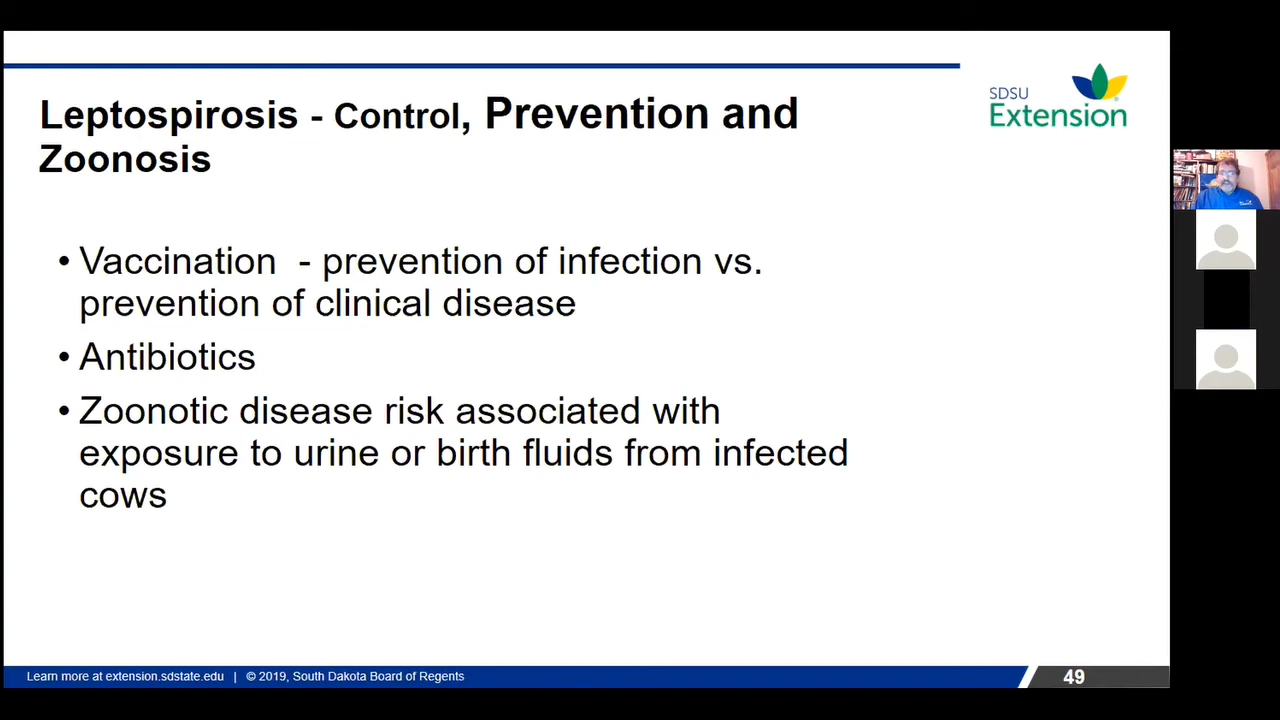 SDSU
Extension
Leptospirosis - Control, Prevention and
Zoonosis
• Vaccination  - prevention of infection vs.
prevention of clinical disease
• Antibiotics
• Zoonotic disease risk associated with
exposure to urine or birth fluids from infected
cows
Learn more at extension.sdstate.edu | © 2019, South Dakota Board of Regents
49